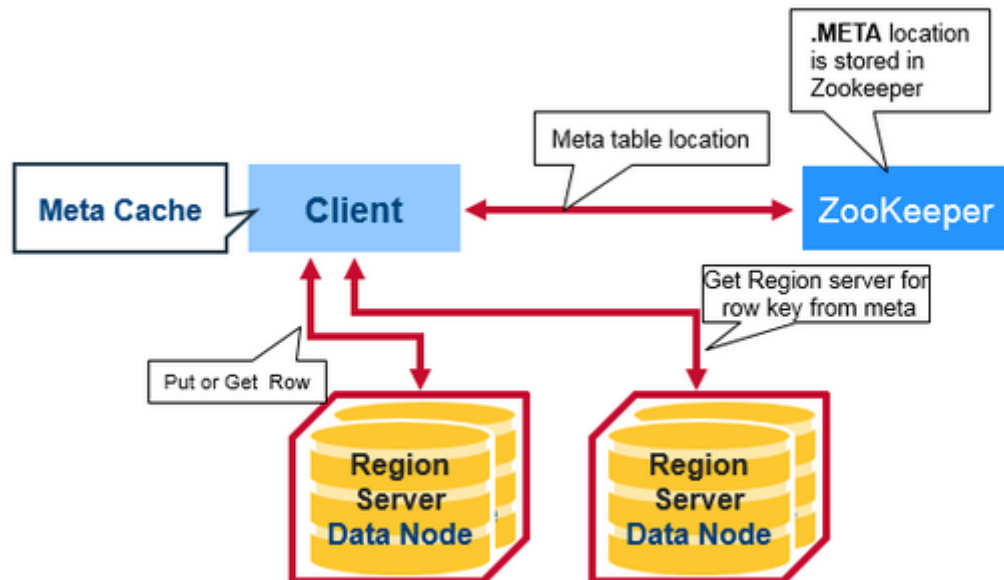 .META location
is stored in
Zookeeper
Meta table location
Meta Cache
Client
ZooKeeper
Get Region server for
row key from meta
Put or Get Row
Region
Server
Data Node
Region
Server
Data Node